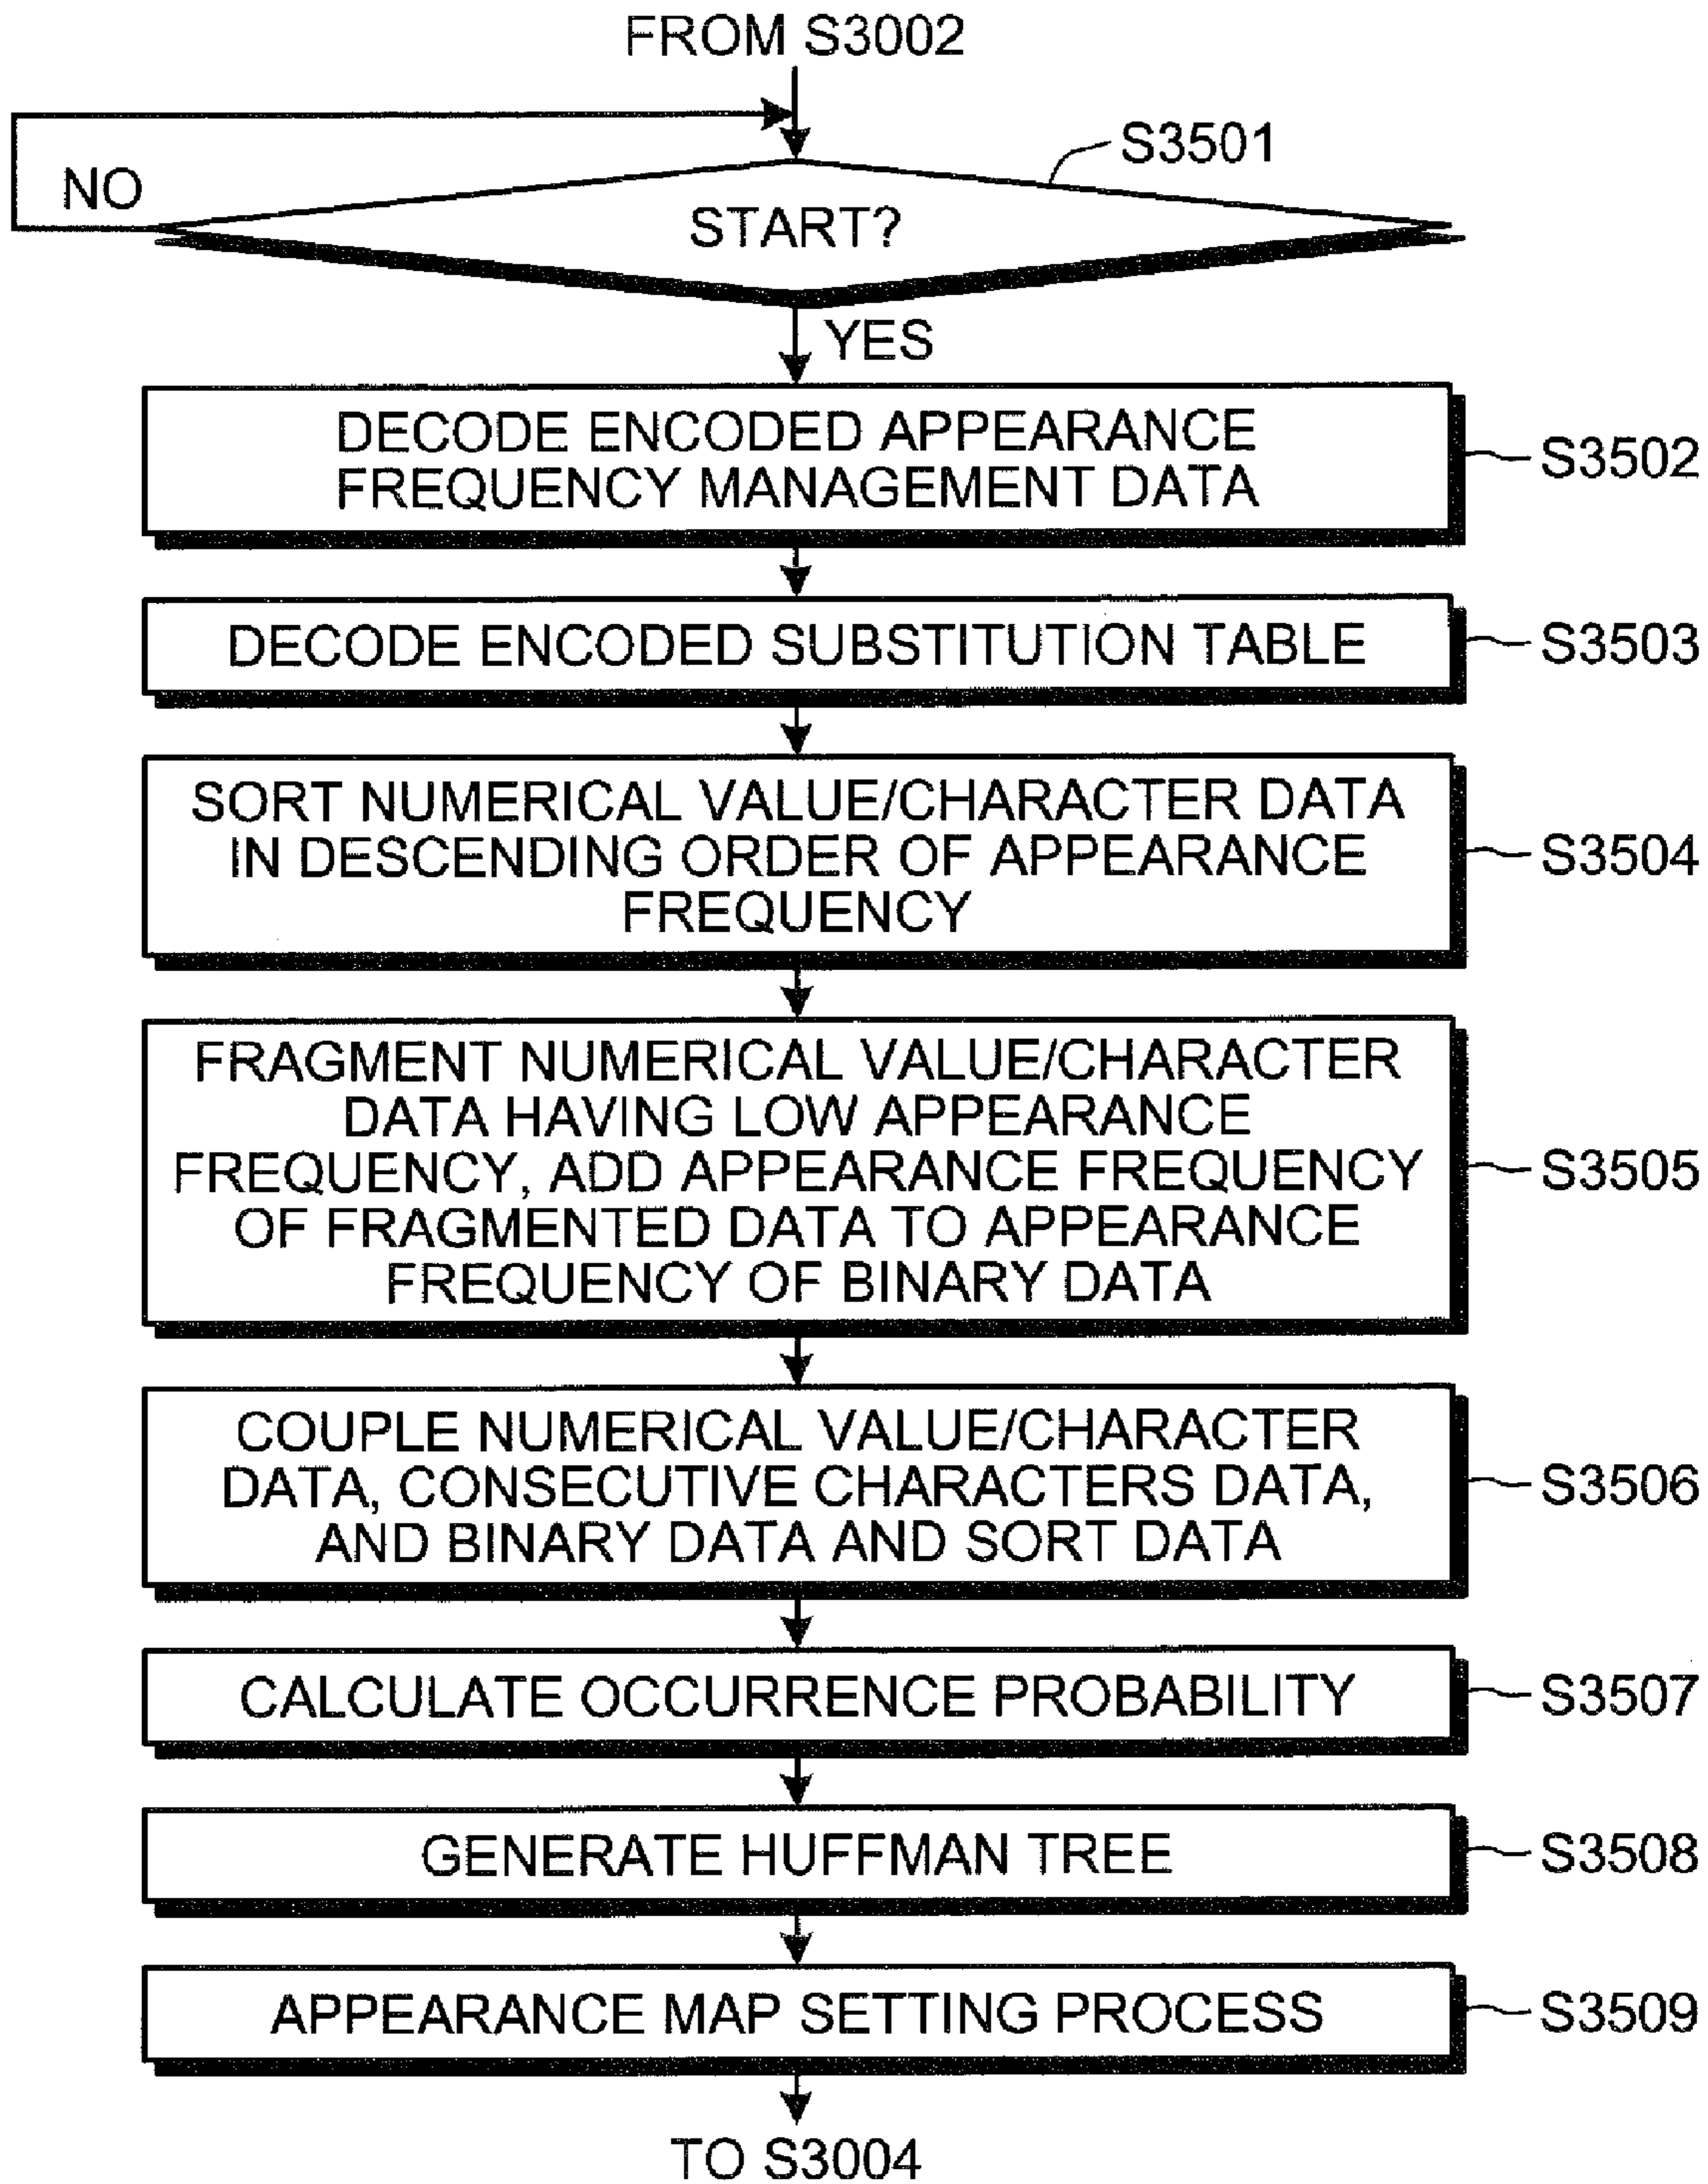 FROM S3002
S3501
NO
START?
YES
DECODE ENCODED APPEARANCE
FREQUENCY MANAGEMENT DATA
S3502
DECODE ENCODED SUBSTITUTION TABLE
S3503
SORT NUMERICAL VALUE/CHARACTER DATA
IN DESCENDING ORDER OF APPEARANCE
FREQUENCY
S3504
FRAGMENT NUMERICAL VALUE/CHARACTER
DATA HAVING LOW APPEARANCE
FREQUENCY, ADD APPEARANCE FREQUENCY
OF FRAGMENTED DATA TO APPEARANCE
FREQUENCY OF BINARY DATA
S3505
COUPLE NUMERICAL VALUE/CHARACTER
DATA, CONSECUTIVE CHARACTERS DATA,
AND BINARY DATA AND SORT DATA
S3506
CALCULATE OCCURRENCE PROBABILITY
S3507
GENERATE HUFFMAN TREE
S3508
APPEARANCE MAP SETTING PROCESS
S3509
TO S3004